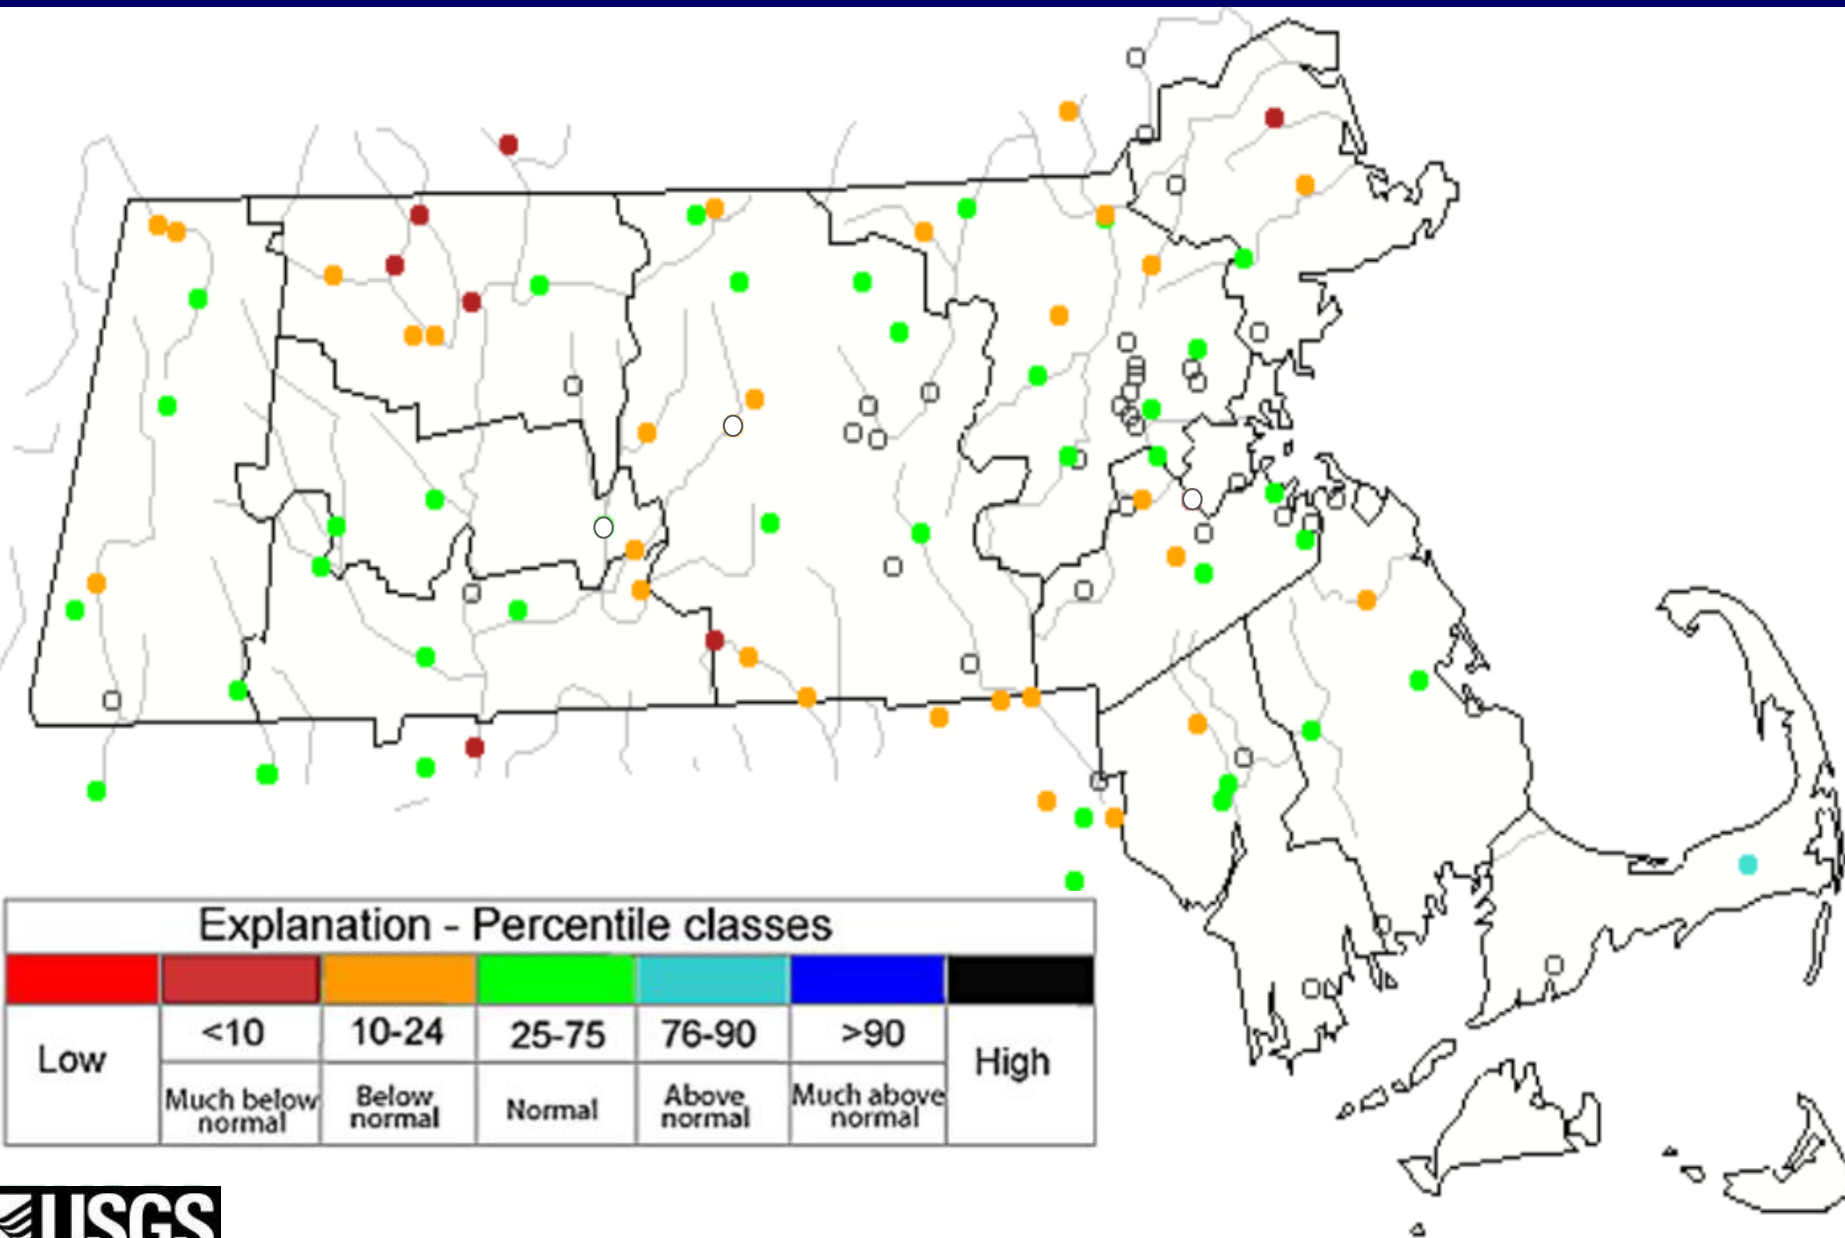 Explanation - Percentile classes
Low
<10
10-24
25-75
76-90
>90
High
Much below
normal
Below
normal
Normal
Above
normal
Much above
normal
USGS